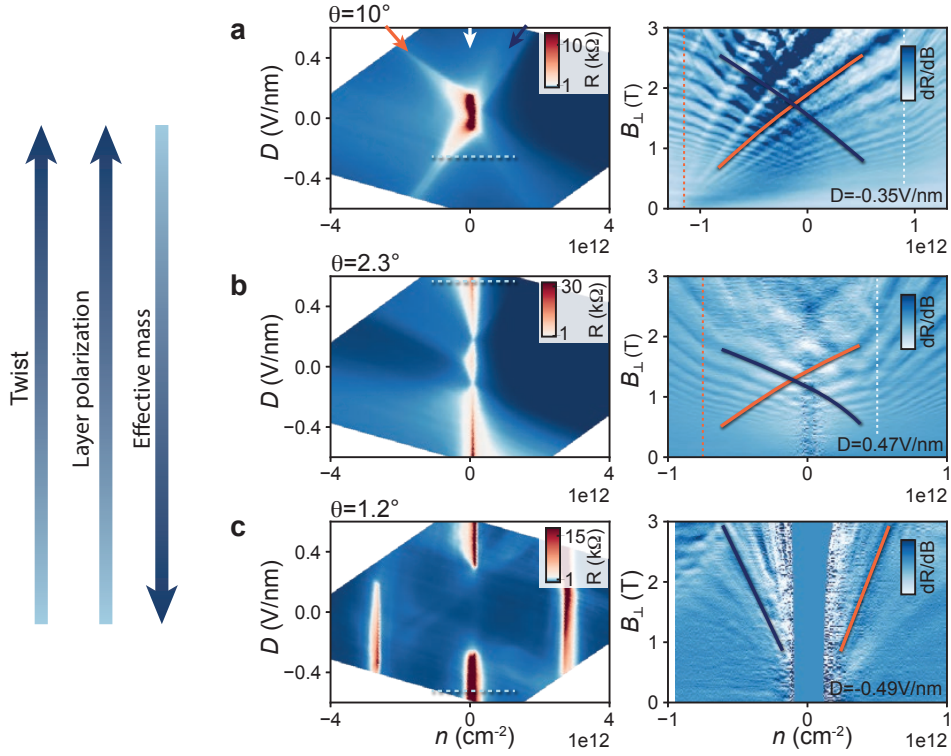 Twist
Layer polarization
Effective mass
a
θ=10°
D (V/nm)
0.4
0.0
−0.4
−4
0
4
1e12
10
1
R (kΩ)
B⊥ (T)
3
2
1
0
−1
0
1
1e12
dR/dB
D=-0.35V/nm
b
θ=2.3°
D (V/nm)
0.4
0.0
−0.4
−4
0
4
1e12
30
1
R (kΩ)
B⊥ (T)
3
2
1
0
−1
0
1
1e12
dR/dB
D=0.47V/nm
c
θ=1.2°
D (V/nm)
0.4
0.0
−0.4
−4
0
4
n (cm-2)
1e12
15
1
R (kΩ)
B⊥ (T)
3
2
1
0
−1
0
1
n (cm-2)
1e12
dR/dB
D=-0.49V/nm